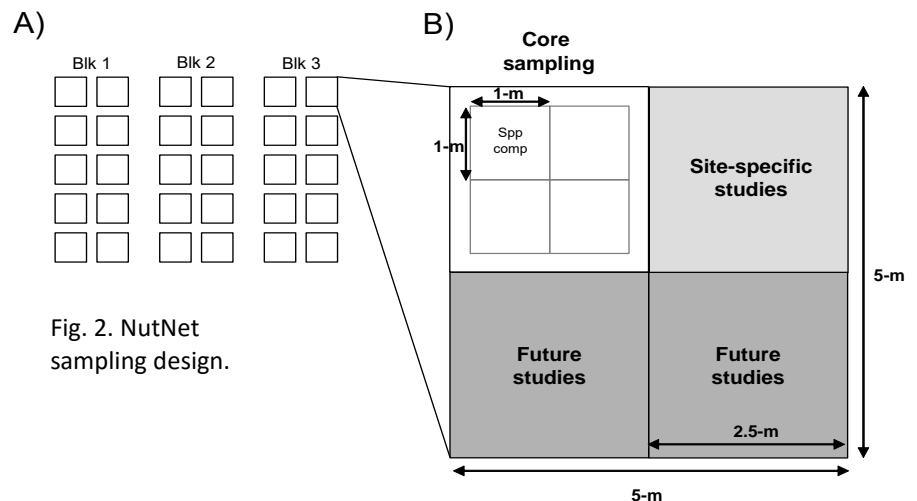 A)
Blk 1
Blk 2
Blk 3
Fig. 2. NutNet
sampling design.
B)
Core
sampling
1-m
1-m
Spp
comp
Site-specific
studies
5-m
Future
studies
Future
studies
2.5-m
5-m